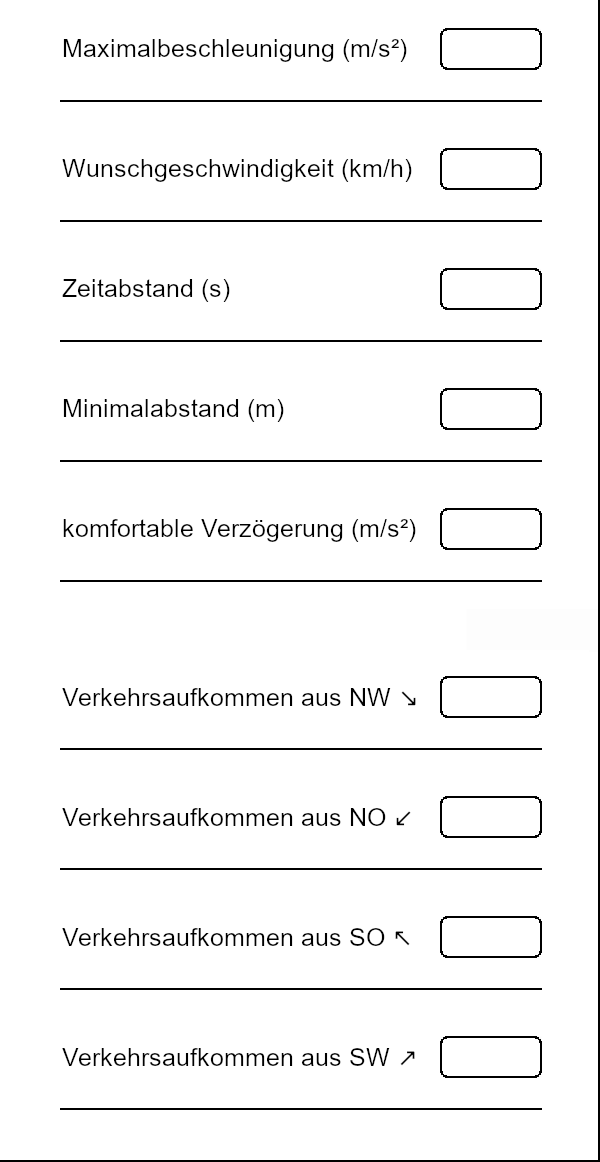 Maximalbeschleunigung (m/s²)
Wunschgeschwindigkeit (km/h)
Zeitabstand (s)
Minimalabstand (m)
komfortable Verzögerung (m/s²)
Verkehrsaufkommen aus NW ↘
Verkehrsaufkommen aus NO ↙
Verkehrsaufkommen aus SO ↖
Verkehrsaufkommen aus SW ↗